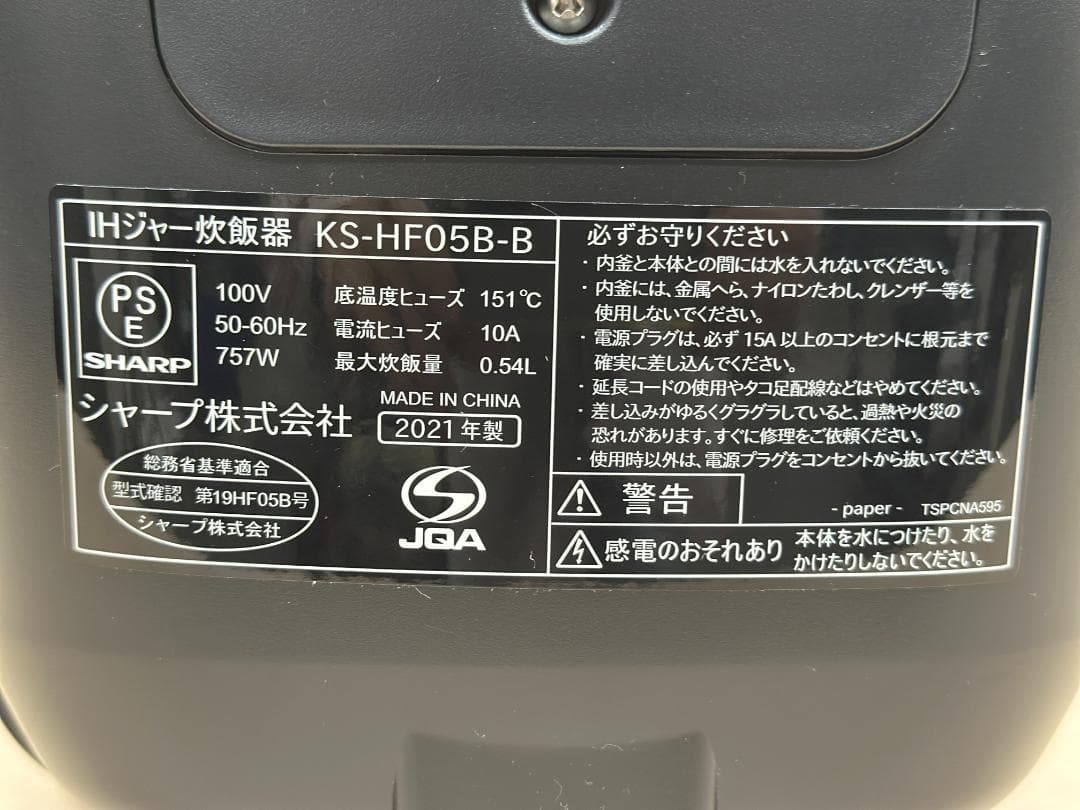 IHジャー炊飯器 KS-HF05B-B
PS
E
SHARP
100V
50-60Hz
757W
底温度ヒューズ 151℃
電流ヒューズ 10A
最大炊飯量 0.54L
シャープ株式会社
MADE IN CHINA
2021年製
総務省基準適合
型式確認 第19HF05B号
シャープ株式会社
JQA
必ずお守りください
・内釜と本体との間には水を入れないでください。
・内釜には、金属へら、ナイロンたわし、クレンザー等を
使用しないでください。
・電源プラグは、必ず15A以上のコンセントに根元まで
確実に差し込んでください。
・延長コードの使用やタコ足配線などはやめてください。
・差し込みがゆるくグラグラしていると、過熱や火災の
恐れがあります。すぐに修理をご依頼ください。
・使用時以外は、電源プラグをコンセントから抜いてください。
警告
- paper - TSPCNA595
感電のおそれあり
本体を水につけたり、水を
かけたりしないでください。